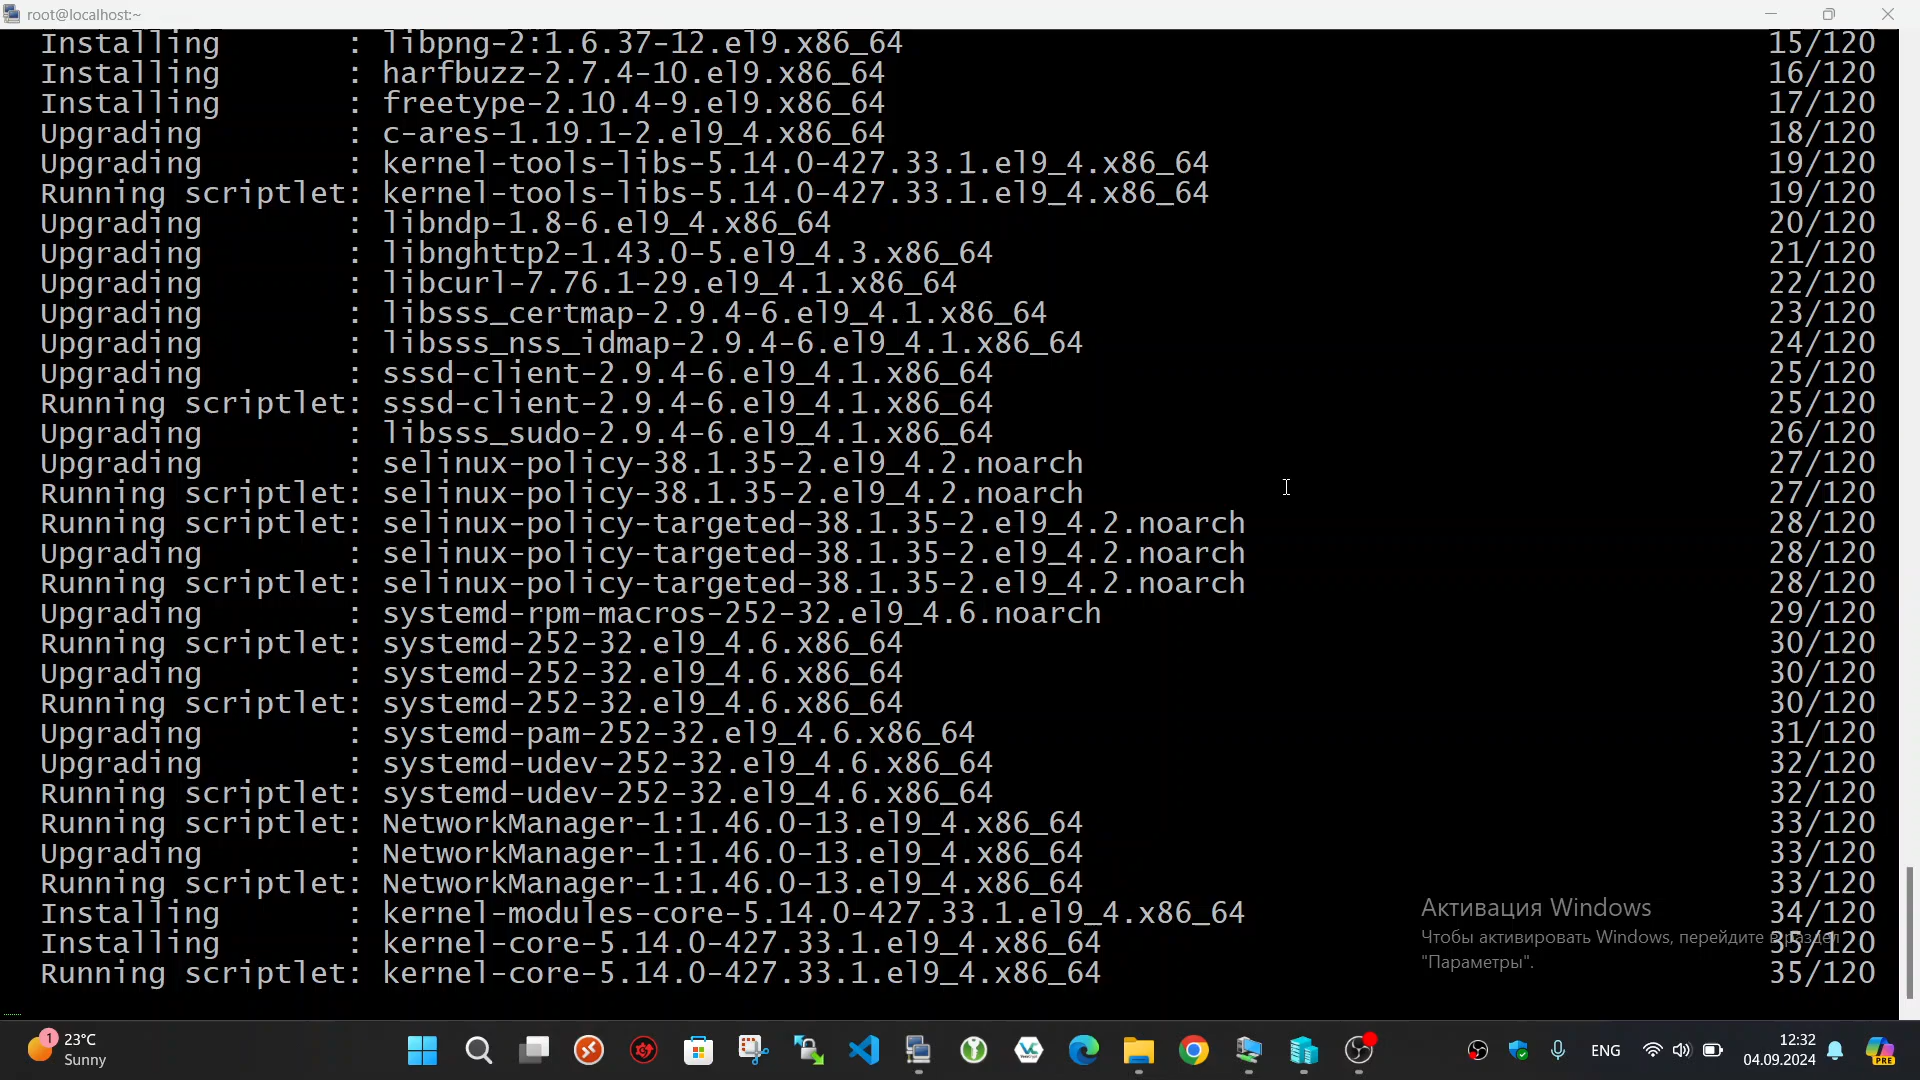 root@localhost:~
Installing       : libpng-2:1.6.37-12.el9.x86_64 15/120
Installing       : harfbuzz-2.7.4-10.el9.x86_64 16/120
Installing       : freetype-2.10.4-9.el9.x86_64 17/120
Upgrading        : c-ares-1.19.1-2.el9_4.x86_64 18/120
Upgrading        : kernel-tools-libs-5.14.0-427.33.1.el9_4.x86_64 19/120
Running scriptlet: kernel-tools-libs-5.14.0-427.33.1.el9_4.x86_64 19/120
Upgrading        : libndp-1.8-6.el9_4.x86_64 20/120
Upgrading        : libnghttp2-1.43.0-5.el9_4.3.x86_64 21/120
Upgrading        : libcurl-7.76.1-29.el9_4.1.x86_64 22/120
Upgrading        : libsss_certmap-2.9.4-6.el9_4.1.x86_64 23/120
Upgrading        : libsss_nss_idmap-2.9.4-6.el9_4.1.x86_64 24/120
Upgrading        : sssd-client-2.9.4-6.el9_4.1.x86_64 25/120
Running scriptlet: sssd-client-2.9.4-6.el9_4.1.x86_64 25/120
Upgrading        : libsss_sudo-2.9.4-6.el9_4.1.x86_64 26/120
Upgrading        : selinux-policy-38.1.35-2.el9_4.2.noarch 27/120
Running scriptlet: selinux-policy-38.1.35-2.el9_4.2.noarch 27/120
Running scriptlet: selinux-policy-targeted-38.1.35-2.el9_4.2.noarch 28/120
Upgrading        : selinux-policy-targeted-38.1.35-2.el9_4.2.noarch 28/120
Running scriptlet: selinux-policy-targeted-38.1.35-2.el9_4.2.noarch 28/120
Upgrading        : systemd-rpm-macros-252-32.el9_4.6.noarch 29/120
Running scriptlet: systemd-252-32.el9_4.6.x86_64 30/120
Upgrading        : systemd-252-32.el9_4.6.x86_64 30/120
Running scriptlet: systemd-252-32.el9_4.6.x86_64 30/120
Upgrading        : systemd-pam-252-32.el9_4.6.x86_64 31/120
Upgrading        : systemd-udev-252-32.el9_4.6.x86_64 32/120
Running scriptlet: systemd-udev-252-32.el9_4.6.x86_64 32/120
Running scriptlet: NetworkManager-1:1.46.0-13.el9_4.x86_64 33/120
Upgrading        : NetworkManager-1:1.46.0-13.el9_4.x86_64 33/120
Running scriptlet: NetworkManager-1:1.46.0-13.el9_4.x86_64 33/120
Installing       : kernel-modules-core-5.14.0-427.33.1.el9_4.x86_64 34/120
Installing       : kernel-core-5.14.0-427.33.1.el9_4.x86_64 35/120
Running scriptlet: kernel-core-5.14.0-427.33.1.el9_4.x86_64 35/120
Активация Windows
Чтобы активировать Windows, перейдите в раздел
"Параметры".
1
23°C
Sunny
ENG
12:32
04.09.2024
PRE